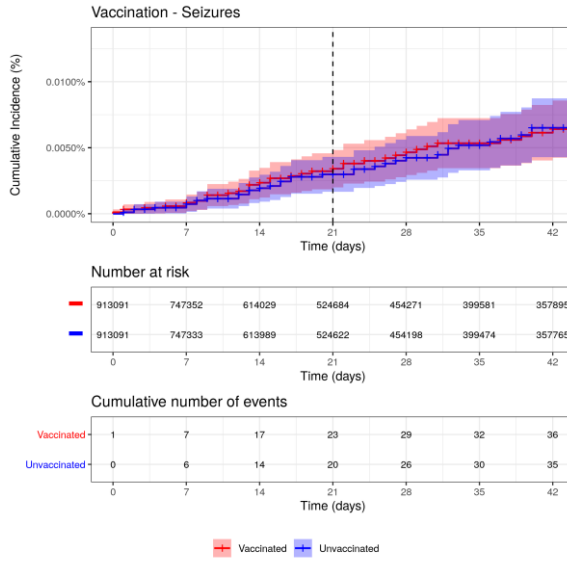 Vaccination - Seizures
Cumulative Incidence (%)
0.0100%
0.0050%
0.0000%
0 7 14 21 28 35 42
Time (days)
Number at risk
913091 747352 614029 524684 454271 399581 357895
913091 747333 613989 524622 454198 399474 357765
0 7 14 21 28 35 42
Time (days)
Cumulative number of events
Vaccinated 1 7 17 23 29 32 36
Unvaccinated 0 6 14 20 26 30 35
0 7 14 21 28 35 42
Time (days)
Vaccinated Unvaccinated